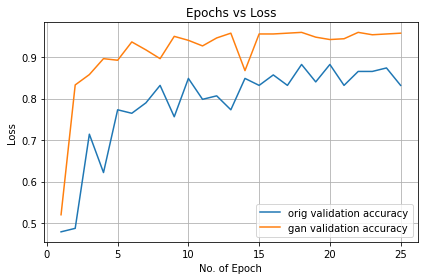 Epochs vs Loss
Loss
0.9
0.8
0.7
0.6
0.5
0 5 10 15 20 25
No. of Epoch
orig validation accuracy
gan validation accuracy